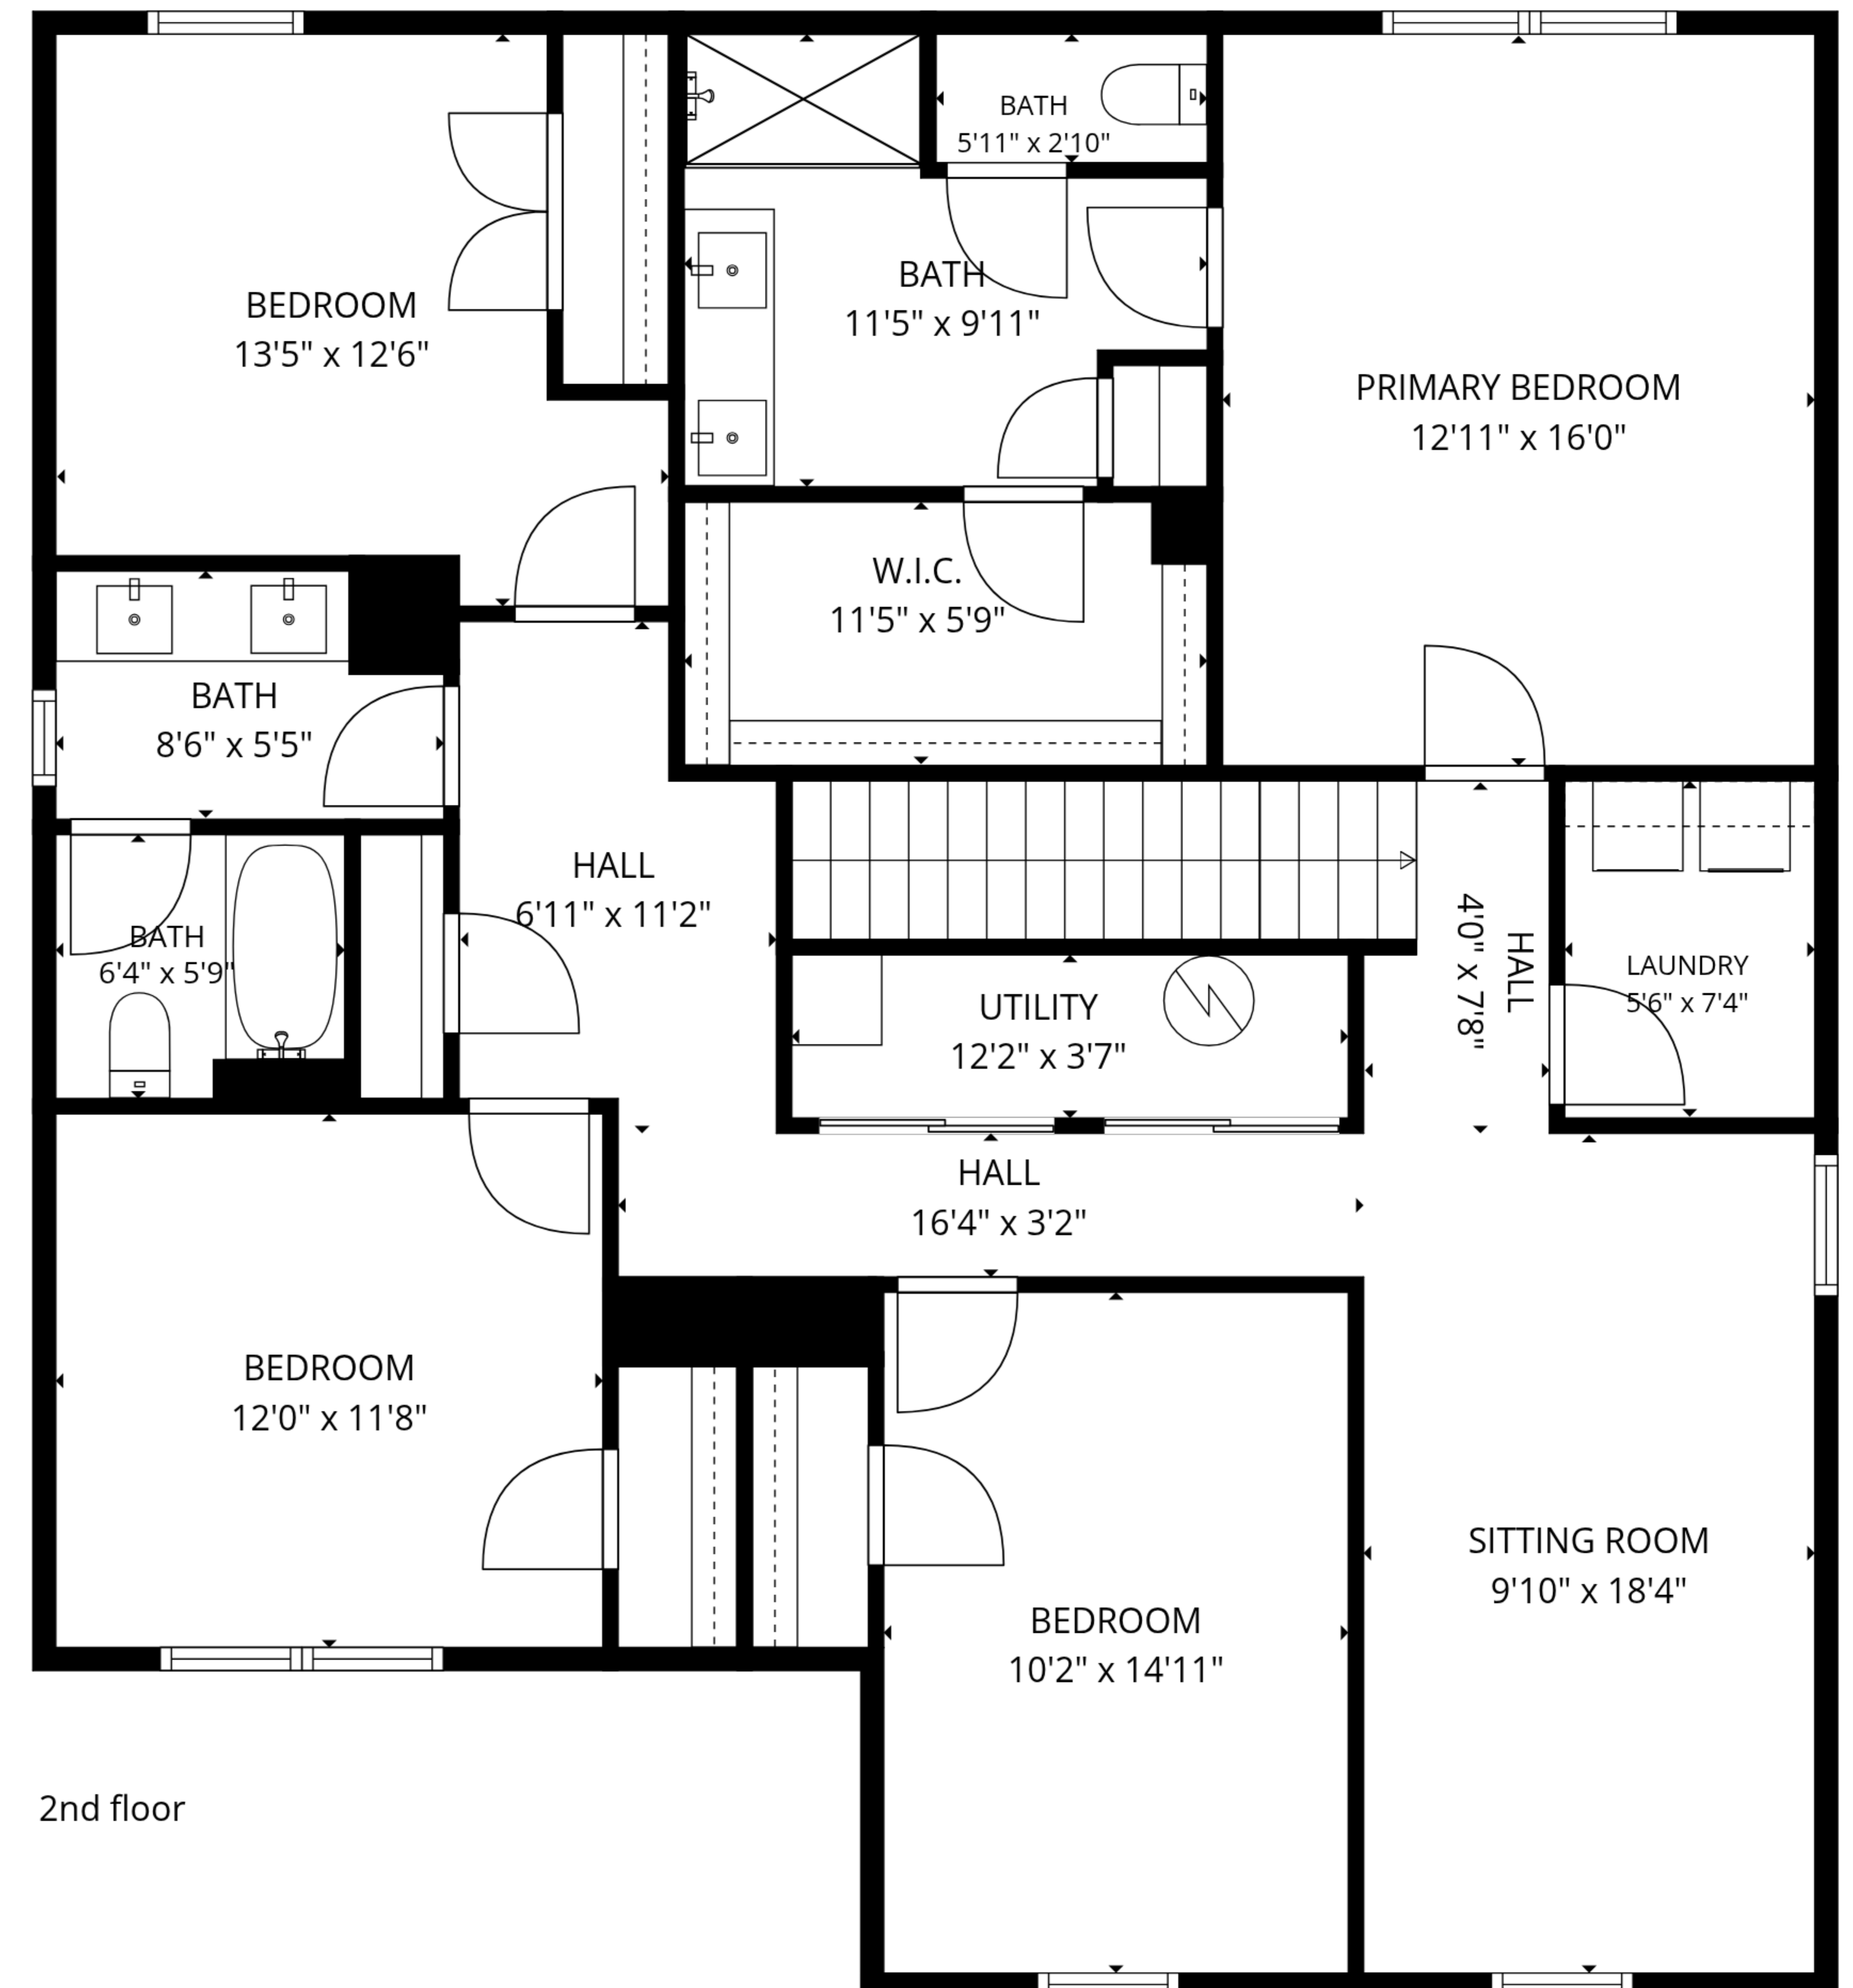 BATH
5'11" x 2'10"
BEDROOM
13'5" x 12'6"
BATH
11'5" x 9'11"
PRIMARY BEDROOM
12'11" x 16'0"
W.I.C.
11'5" x 5'9"
BATH
8'6" x 5'5"
HALL
6'11" x 11'2"
BATH
6'4" x 5'9"
UTILITY
12'2" x 3'7"
HALL
4'0" x 7'8"
LAUNDRY
5'6" x 7'4"
HALL
16'4" x 3'2"
BEDROOM
12'0" x 11'8"
SITTING ROOM
9'10" x 18'4"
BEDROOM
10'2" x 14'11"
2nd floor